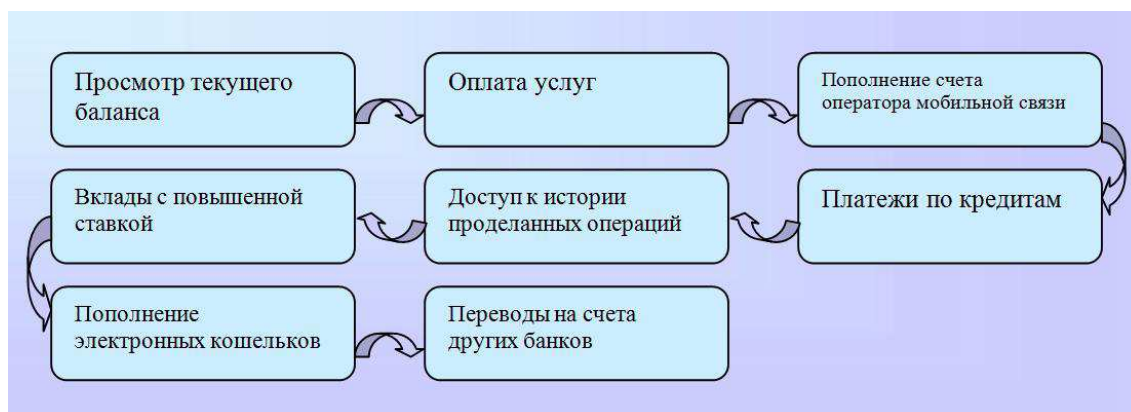 Просмотр текущего
баланса
Оплата услуг
Пополнение счета
оператора мобильной связи
Платежи по кредитам
Доступ к истории
проделанных операций
Вклады с повышенной
ставкой
Пополнение
электронных кошельков
Переводы на счета
других банков